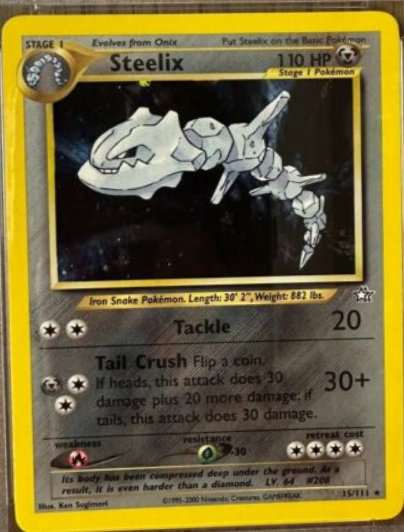 STAGE 1 Evolves from Onix Put Steelix on the Basic Pokémon
Steelix 110 HP
Stage 1 Pokémon
Iron Snake Pokémon. Length: 30' 2", Weight: 882 lbs.
Tackle 20
Tail Crush Flip a coin.
If heads, this attack does 30
damage plus 20 more damage; if
tails, this attack does 30 damage.
30+
weakness resistance retreat cost
-30
Its body has been compressed deep under the ground. As a
result, it is even harder than a diamond. LV. 64 #208
Illus. Ken Sugimori ©1995-2000 Nintendo, Creatures, GAMEFREAK. 15/111